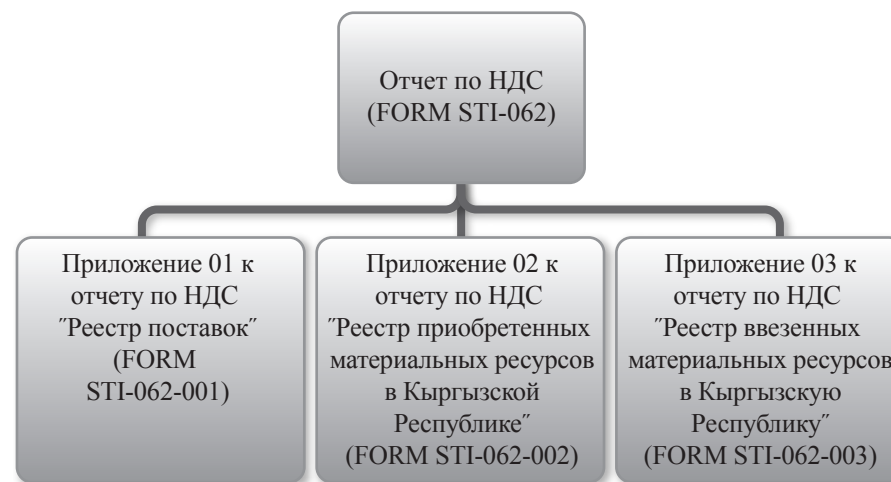 Отчет по НДС
(FORM STI-062)
Приложение 01 к
отчету по НДС
˝Реестр поставок˝
(FORM
STI-062-001)
Приложение 02 к
отчету по НДС
˝Реестр приобретенных
материальных ресурсов
в Кыргызской
Республике˝
(FORM STI-062-002)
Приложение 03 к
отчету по НДС
˝Реестр ввезенных
материальных ресурсов
в Кыргызскую
Республику˝
(FORM STI-062-003)